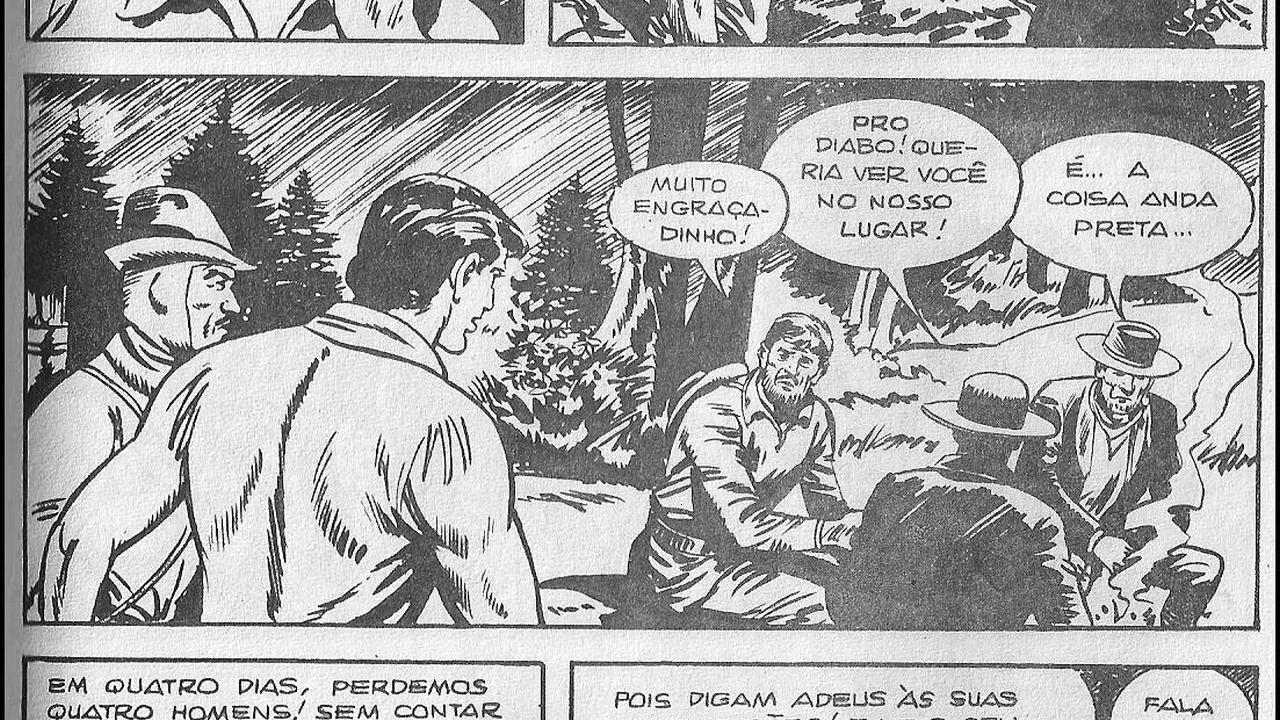 MUITO
ENGRAÇA-
DINHO!
PRO
DIABO! QUE-
RIA VER VOCÊ
NO NOSSO
LUGAR!
É... A
COISA ANDA
PRETA...
EM QUATRO DIAS, PERDEMOS
QUATRO HOMENS! SEM CONTAR
POIS DIGAM ADEUS ÀS SUAS
FALA